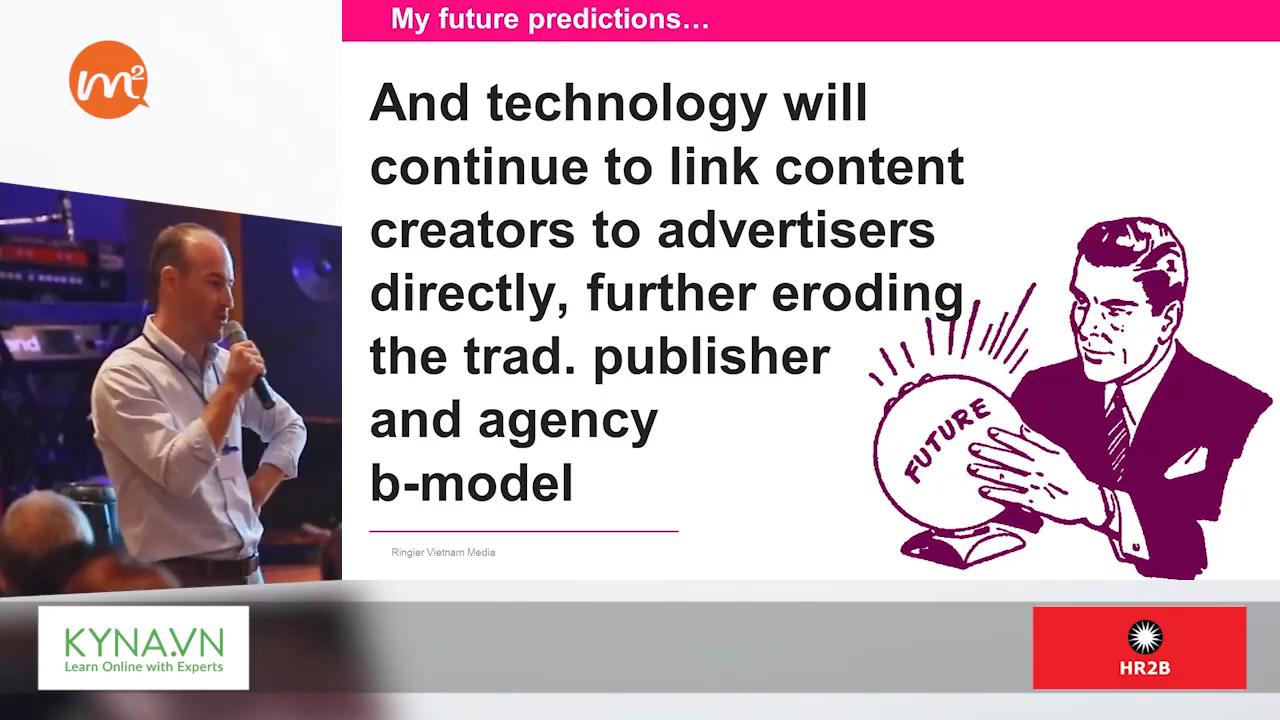 My future predictions…
m²
And technology will
continue to link content
creators to advertisers
directly, further eroding
the trad. publisher
and agency
b-model
FUTURE
Ringier Vietnam Media
KYNA.VN
Learn Online with Experts
HR2B